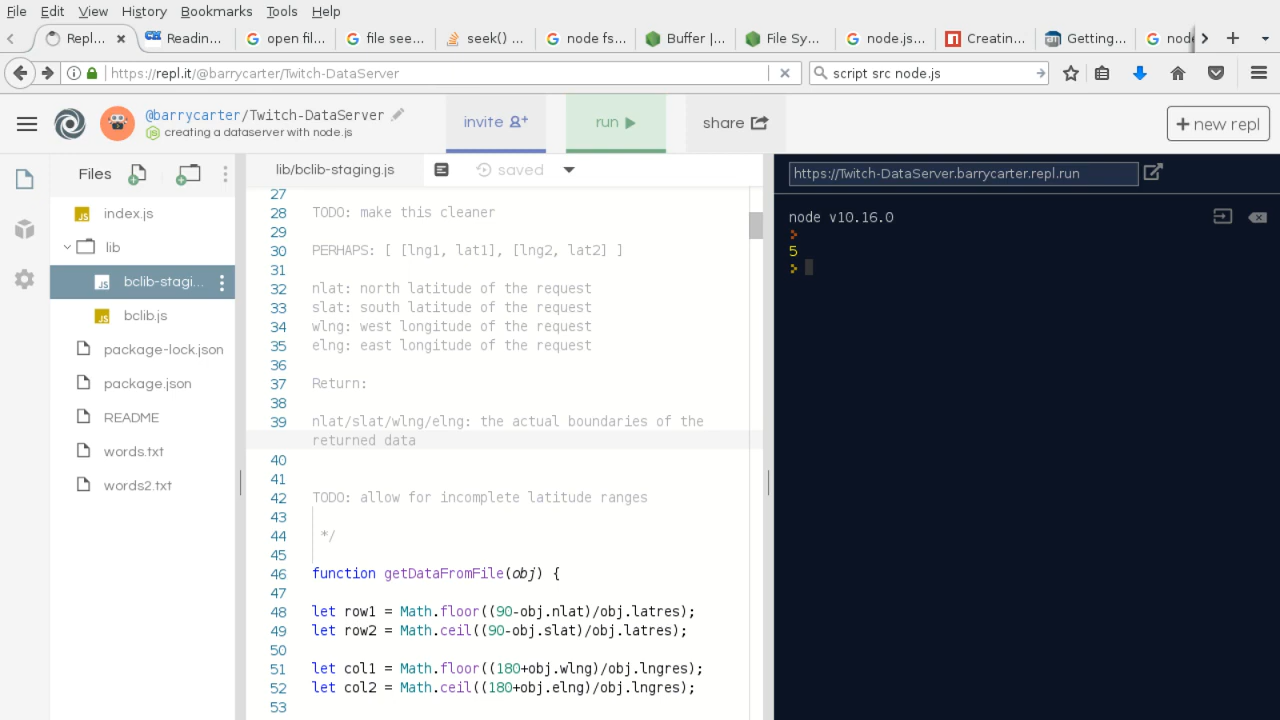 File Edit View History Bookmarks Tools Help
Repl... Readin... open fil... file see... seek() ... node fs... Buffer |... File Sy... node.js... Creatin... Getting... node
https://repl.it/@barrycarter/Twitch-DataServer
script src node.js
@barrycarter/Twitch-DataServer
creating a dataserver with node.js
invite
run
share
+ new repl
Files
index.js
lib
bclib-stagi...
bclib.js
package-lock.json
package.json
README
words.txt
words2.txt
lib/bclib-staging.js
saved
27
28 TODO: make this cleaner
29
30 PERHAPS: [ [lng1, lat1], [lng2, lat2] ]
31
32 nlat: north latitude of the request
33 slat: south latitude of the request
34 wlng: west longitude of the request
35 elng: east longitude of the request
36
37 Return:
38
39 nlat/slat/wlng/elng: the actual boundaries of the
returned data
40
41
42 TODO: allow for incomplete latitude ranges
43
44 */
45
46 function getDataFromFile(obj) {
47
48 let row1 = Math.floor((90-obj.nlat)/obj.latres);
49 let row2 = Math.ceil((90-obj.slat)/obj.latres);
50
51 let col1 = Math.floor((180+obj.wlng)/obj.lngres);
52 let col2 = Math.ceil((180+obj.elng)/obj.lngres);
53
https://Twitch-DataServer.barrycarter.repl.run
node v10.16.0
>
5
>